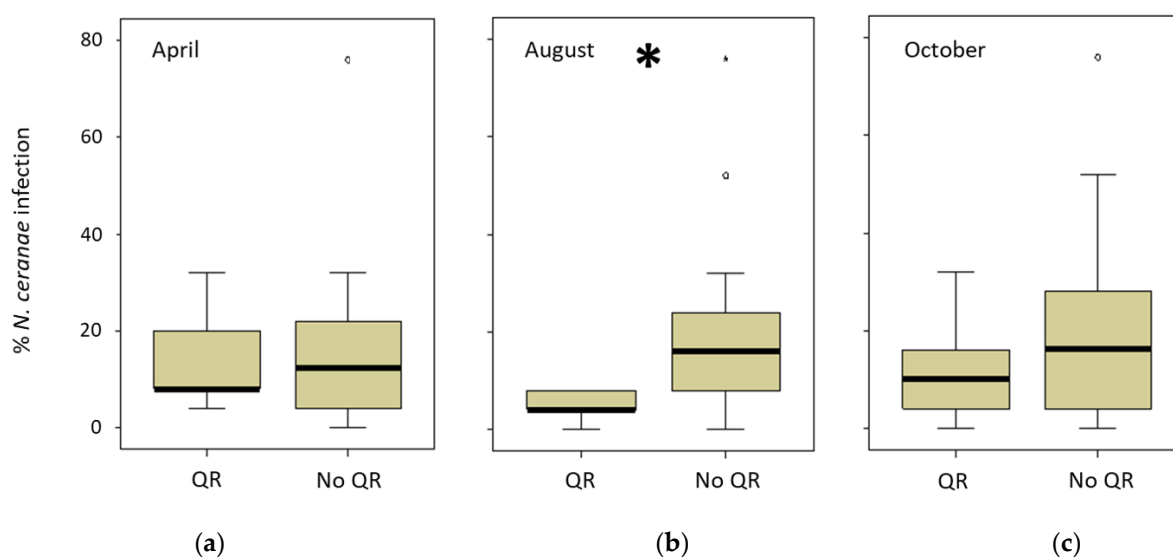 % N. ceranae infection
80
60
40
20
0
April
QR
No QR
(a)
August
*
QR
No QR
(b)
October
QR
No QR
(c)